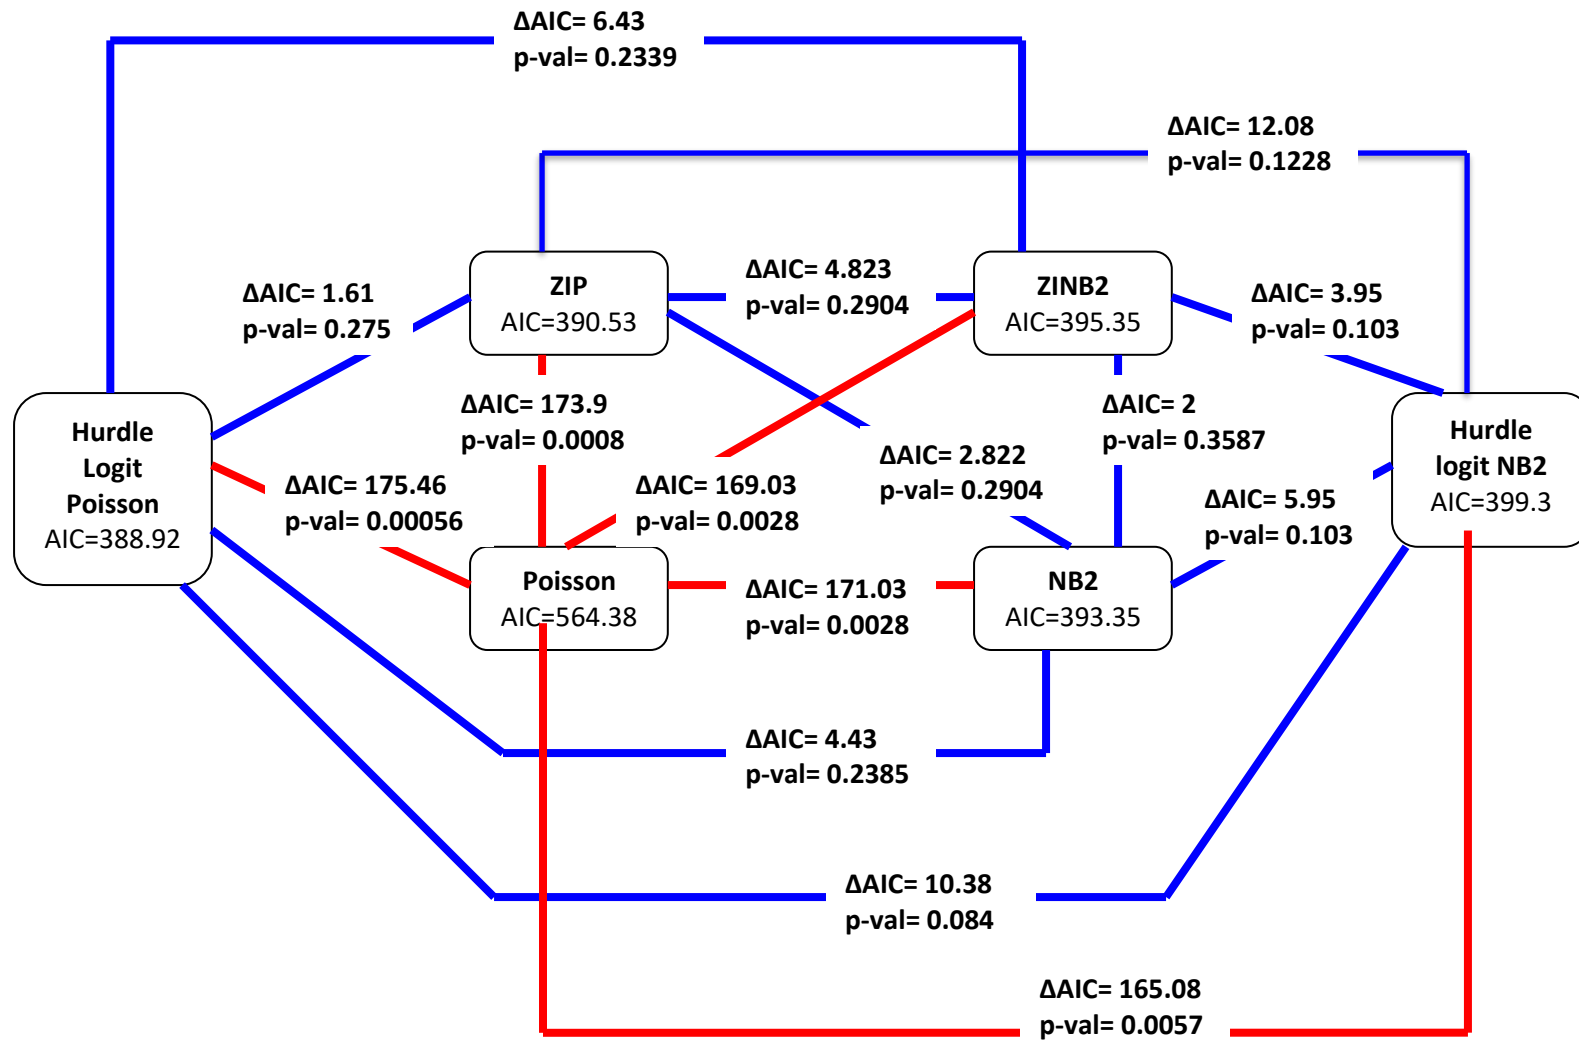 ΔAIC= 6.43
p-val= 0.2339
ΔAIC= 12.08
p-val= 0.1228
ΔAIC= 1.61
p-val= 0.275
ZIP
AIC=390.53
ΔAIC= 4.823
p-val= 0.2904
ZINB2
AIC=395.35
ΔAIC= 3.95
p-val= 0.103
Hurdle
Logit
Poisson
AIC=388.92
ΔAIC= 173.9
p-val= 0.0008
ΔAIC= 2
p-val= 0.3587
Hurdle
logit NB2
AIC=399.3
ΔAIC= 175.46
p-val= 0.00056
ΔAIC= 169.03
p-val= 0.0028
ΔAIC= 2.822
p-val= 0.2904
ΔAIC= 5.95
p-val= 0.103
Poisson
AIC=564.38
ΔAIC= 171.03
p-val= 0.0028
NB2
AIC=393.35
ΔAIC= 4.43
p-val= 0.2385
ΔAIC= 10.38
p-val= 0.084
ΔAIC= 165.08
p-val= 0.0057